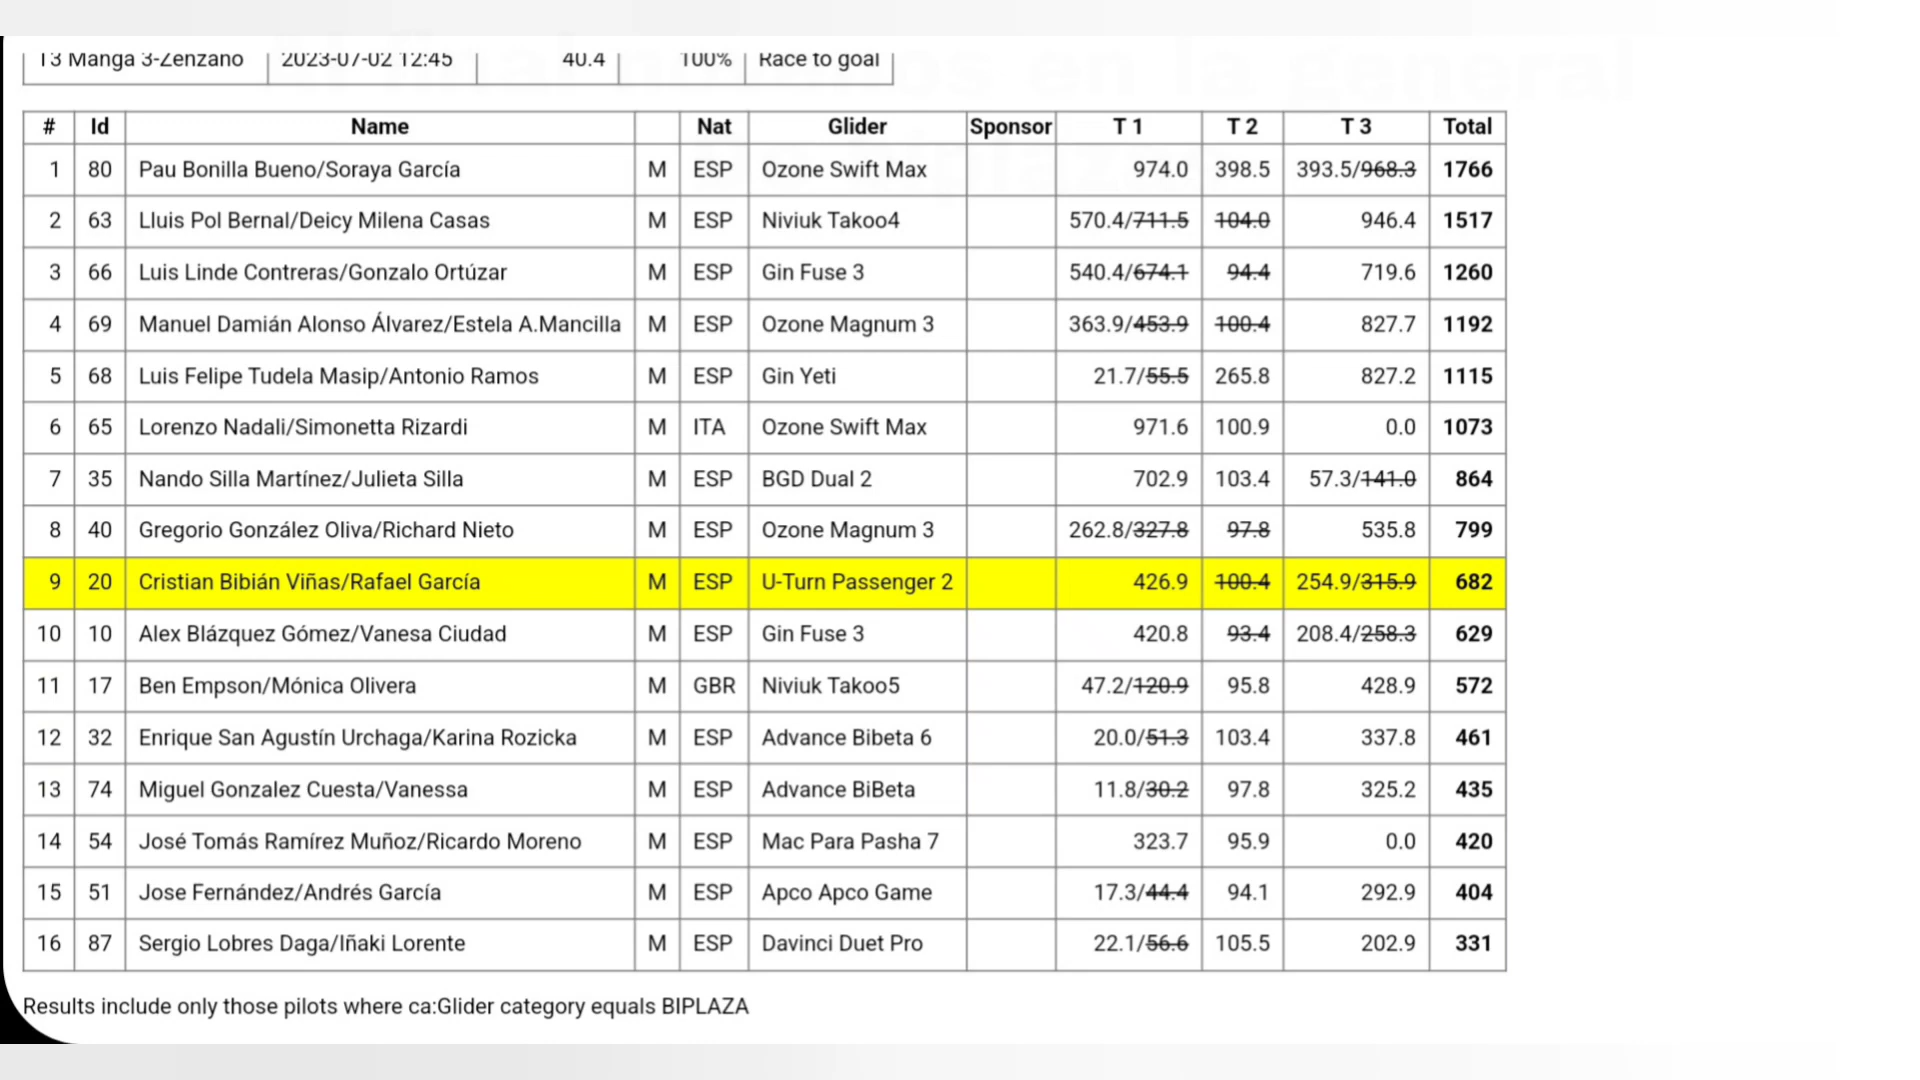 T3 Manga 3-Zenzano 2023-07-02 12:45 40.4 100% Race to goal
# Id Name Nat Glider Sponsor T 1 T 2 T 3 Total
1 80 Pau Bonilla Bueno/Soraya García M ESP Ozone Swift Max 974.0 398.5 393.5/968.3 1766
2 63 Lluis Pol Bernal/Deicy Milena Casas M ESP Niviuk Takoo4 570.4/711.5 104.0 946.4 1517
3 66 Luis Linde Contreras/Gonzalo Ortúzar M ESP Gin Fuse 3 540.4/674.1 94.4 719.6 1260
4 69 Manuel Damián Alonso Álvarez/Estela A.Mancilla M ESP Ozone Magnum 3 363.9/453.9 100.4 827.7 1192
5 68 Luis Felipe Tudela Masip/Antonio Ramos M ESP Gin Yeti 21.7/55.5 265.8 827.2 1115
6 65 Lorenzo Nadali/Simonetta Rizardi M ITA Ozone Swift Max 971.6 100.9 0.0 1073
7 35 Nando Silla Martínez/Julieta Silla M ESP BGD Dual 2 702.9 103.4 57.3/141.0 864
8 40 Gregorio González Oliva/Richard Nieto M ESP Ozone Magnum 3 262.8/327.8 97.8 535.8 799
9 20 Cristian Bibián Viñas/Rafael García M ESP U-Turn Passenger 2 426.9 100.4 254.9/315.9 682
10 10 Alex Blázquez Gómez/Vanesa Ciudad M ESP Gin Fuse 3 420.8 93.4 208.4/258.3 629
11 17 Ben Empson/Mónica Olivera M GBR Niviuk Takoo5 47.2/120.9 95.8 428.9 572
12 32 Enrique San Agustín Urchaga/Karina Rozicka M ESP Advance Bibeta 6 20.0/51.3 103.4 337.8 461
13 74 Miguel Gonzalez Cuesta/Vanessa M ESP Advance BiBeta 11.8/30.2 97.8 325.2 435
14 54 José Tomás Ramírez Muñoz/Ricardo Moreno M ESP Mac Para Pasha 7 323.7 95.9 0.0 420
15 51 Jose Fernández/Andrés García M ESP Apco Apco Game 17.3/44.4 94.1 292.9 404
16 87 Sergio Lobres Daga/Iñaki Lorente M ESP Davinci Duet Pro 22.1/56.6 105.5 202.9 331
Results include only those pilots where ca:Glider category equals BIPLAZA